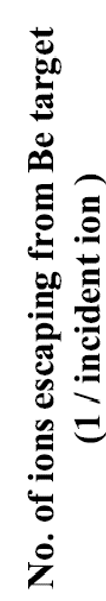 No. of ions escaping from Be target
(1 / incident ion )